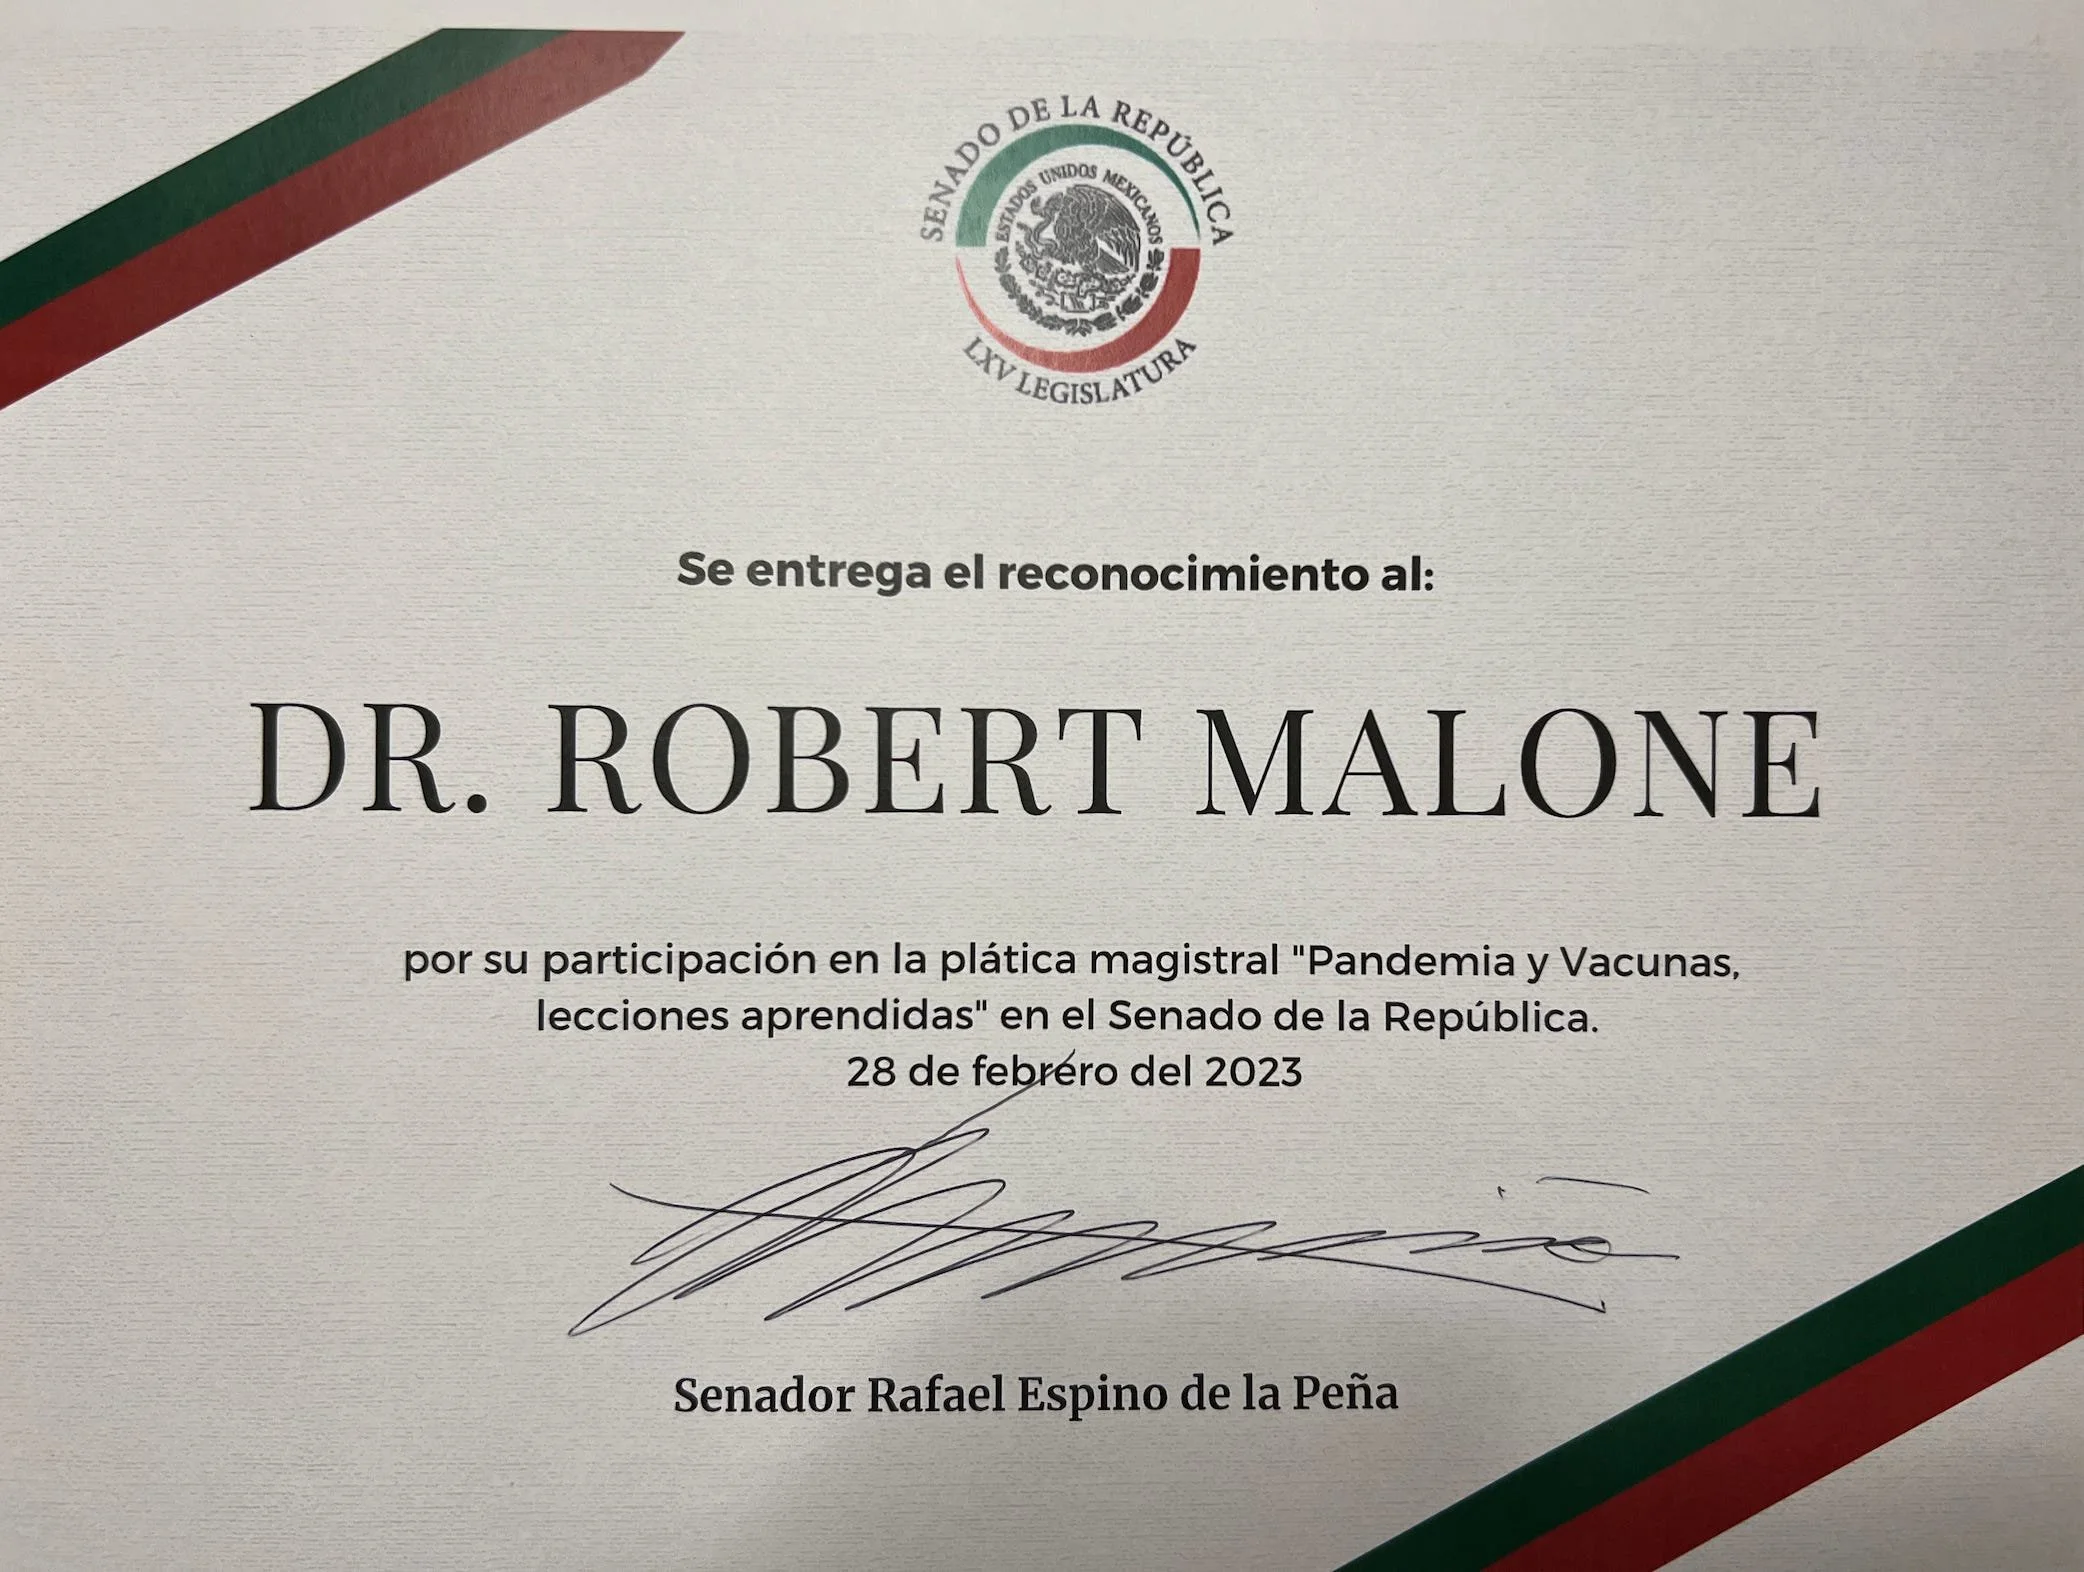 SENADO DE LA REPÚBLICA
ESTADOS UNIDOS MEXICANOS
LXV LEGISLATURA
Se entrega el reconocimiento al:
DR. ROBERT MALONE
por su participación en la plática magistral "Pandemia y Vacunas,
lecciones aprendidas" en el Senado de la República.
28 de febrero del 2023
Senador Rafael Espino de la Peña